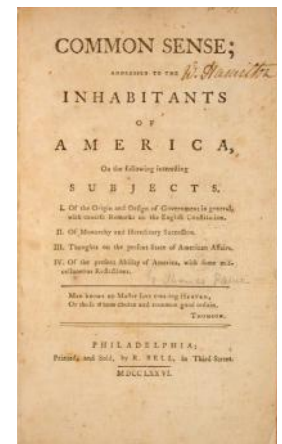 COMMON SENSE;
ADDRESSED TO THE
W. Hamilton
INHABITANTS
OF
AMERICA,
On the following interesting
SUBJECTS.
I. Of the Origin and Design of Government in general,
with concise Remarks on the English Constitution.
II. Of Monarchy and Hereditary Succession.
III. Thoughts on the present State of American Affairs.
IV. Of the present Ability of America, with some mis-
cellaneous Reflections.
Thomas Paine
MAN knows no Master save creating HEAVEN,
Or those whom choice and common good ordain.
THOMSON.
PHILADELPHIA;
Printed, and Sold, by R. BELL, in Third-Street.
MDCCLXXVI.